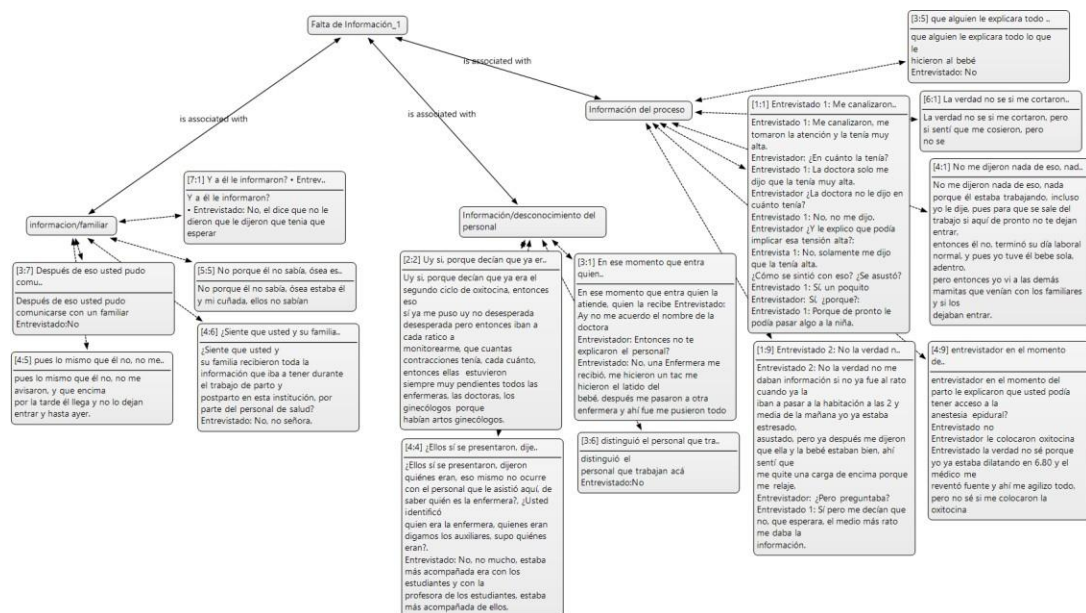 Falta de Información_1
is associated with
is associated with
is associated with
Información del proceso
informacion/familiar
Información/desconocimiento del
personal
[7:1] Y a él le informaron? • Entrev..
Y a él le informaron?
• Entrevistado: No, el dice que no le
dieron que le dijeron que tenia que
esperar
[3:7] Después de eso usted pudo
comu..
Después de eso usted pudo
comunicarse con un familiar
Entrevistado:No
[5:5] No porque él no sabía, ósea es..
No porque él no sabía, ósea estaba él
y mi cuñada, ellos no sabían
[4:5] pues lo mismo que él no, no me..
pues lo mismo que él no, no me
avisaron, y que encima
por la tarde él llega y no lo dejan
entrar y hasta ayer.
[4:6] ¿Siente que usted y su familia..
¿Siente que usted y
su familia recibieron toda la
información que iba a tener durante
el trabajo de parto y
postparto en esta institución, por
parte del personal de salud?
Entrevistado: No, no señora.
[2:2] Uy si, porque decían que ya er..
Uy si, porque decían que ya era el
segundo ciclo de oxitocina, entonces
eso
sí ya me puso uy no desesperada
desesperada pero entonces iban a
cada ratico a
monitorearme, que cuantas
contracciones tenía, cada cuánto,
entonces ellas estuvieron
siempre muy pendientes todos las
enfermeras, las doctoras, los
ginecólogos porque
habían artos ginecólogos.
[4:4] ¿Ellos sí se presentaron, dije..
¿Ellos sí se presentaron, dijeron
quiénes eran, eso mismo no ocurre
con el personal que le asistió aquí, de
saber quién es la enfermera?, ¿Usted
identificó
quien era la enfermera, quienes eran
digamos los auxiliares, supo quiénes
eran?.
Entrevistado: No, no mucho, estaba
más acompañada era con los
estudiantes y con la
profesora de los estudiantes, estaba
más acompañada de ellos.
[3:1] En ese momento que entra
quien..
En ese momento que entra quien la
atiende, quien la recibe Entrevistado:
Ay no me acuerdo el nombre de la
doctora
Entrevistador: Entonces no te
explicaron el personal?
Entrevistado: No, una Enfermera me
recibió, me hicieron un tac me
hicieron el latido del
bebé, después me pasaron a otra
enfermera y ahí fue me pusieron todo
[3:6] distinguió el personal que tra..
distinguió el
personal que trabajan acá
Entrevistado:No
[3:5] que alguien le explicara todo ..
que alguien le explicara todo lo que
le
hicieron al bebé
Entrevistado: No
[1:1] Entrevistado 1: Me canalizaron..
Entrevistado 1: Me canalizaron, me
tomaron la atención y la tenía muy
alta.
Entrevistador: ¿En cuánto la tenía?
Entrevistado 1: La doctora solo me
dijo que la tenía muy alta.
Entrevistador ¿La doctora no le dijo en
cuánto tenía?
Entrevistado 1: No, no me dijo.
Entrevistador ¿Y le explico que podía
implicar esa tensión alta?:
Entrevista 1: No, solamente me dijo
que la tenía alta.
¿Cómo se sintió con eso? ¿Se asustó?
Entrevistado 1: Sí, un poquito
Entrevistador: Sí, ¿porque?:
Entrevistado 1: Porque de pronto le
podía pasar algo a la niña.
[6:1] La verdad no se si me cortaron..
La verdad no se si me cortaron, pero
si sentí que me cosieron, pero
no se
[4:1] No me dijeron nada de eso, nad..
No me dijeron nada de eso, nada
porque él estaba trabajando, incluso
yo le dije, pues para que se sale del
trabajo si aquí de pronto no te dejan
entrar.
entonces él no, terminó su día laboral
normal, y pues yo tuve él bebe sola,
adentro.
pero entonces yo vi a las demás
mamitas que venían con los familiares
y si los
dejaban entrar.
[1:9] Entrevistado 2: No la verdad n..
Entrevistado 2: No la verdad no me
daban información si no ya fue al rato
cuando ya la
iban a pasar a la habitación a las 2 y
media de la mañana yo ya estaba
estresado,
asustado, pero ya después me dijeron
que ella y la bebé estaban bien, ahí
sentí que
me quite una carga de encima porque
me relaje.
Entrevistador: ¿Pero preguntaba?
Entrevistado 1: Sí pero me decían que
no, que esperara, el medio más rato
me daba la
información.
[4:9] entrevistador en el momento
de..
entrevistador en el momento del
parto le explicaron que usted podía
tener acceso a la
anestesia epidural?
Entrevistado no
Entrevistador le colocaron oxitocina
Entrevistado la verdad no sé porque
yo ya estaba dilatando en 6.80 y el
médico me
reventó fuente y ahí me agilizo todo,
pero no sé si me colocaron la
oxitocina